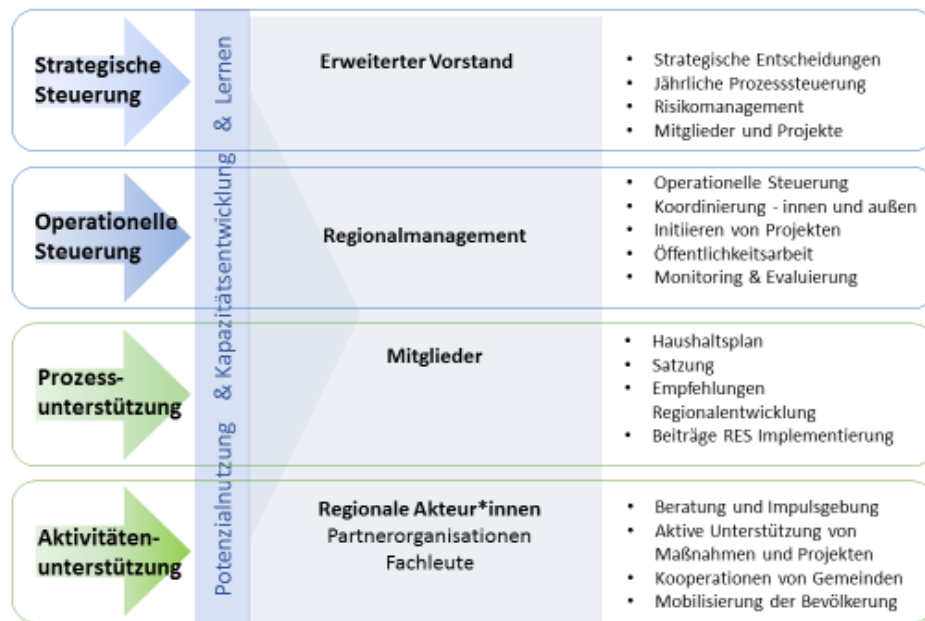 Strategische
Steuerung
Erweiterter Vorstand
• Strategische Entscheidungen
• Jährliche Prozesssteuerung
• Risikomanagement
• Mitglieder und Projekte
Operationelle
Steuerung
Regionalmanagement
• Operationelle Steuerung
• Koordinierung - innen und außen
• Initiieren von Projekten
• Öffentlichkeitsarbeit
• Monitoring & Evaluierung
Prozess-
unterstützung
Mitglieder
• Haushaltsplan
• Satzung
• Empfehlungen
Regionalentwicklung
• Beiträge RES Implementierung
Aktivitäten-
unterstützung
Regionale Akteur*innen
Partnerorganisationen
Fachleute
• Beratung und Impulsgebung
• Aktive Unterstützung von
Maßnahmen und Projekten
• Kooperationen von Gemeinden
• Mobilisierung der Bevölkerung
Potenzialnutzung & Kapazitätsentwicklung & Lernen